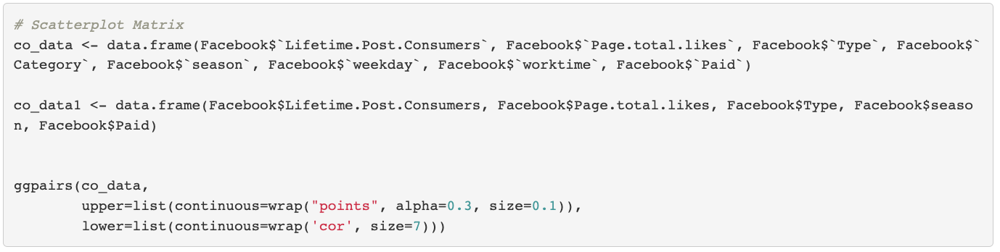 # Scatterplot Matrix
co_data <- data.frame(Facebook$`Lifetime.Post.Consumers`, Facebook$`Page.total.likes`, Facebook$`Type`, Facebook$`
Category`, Facebook$`season`, Facebook$`weekday`, Facebook$`worktime`, Facebook$`Paid`)
co_data1 <- data.frame(Facebook$Lifetime.Post.Consumers, Facebook$Page.total.likes, Facebook$Type, Facebook$seaso
n, Facebook$Paid)
ggpairs(co_data,
        upper=list(continuous=wrap("points", alpha=0.3, size=0.1)),
        lower=list(continuous=wrap('cor', size=7)))